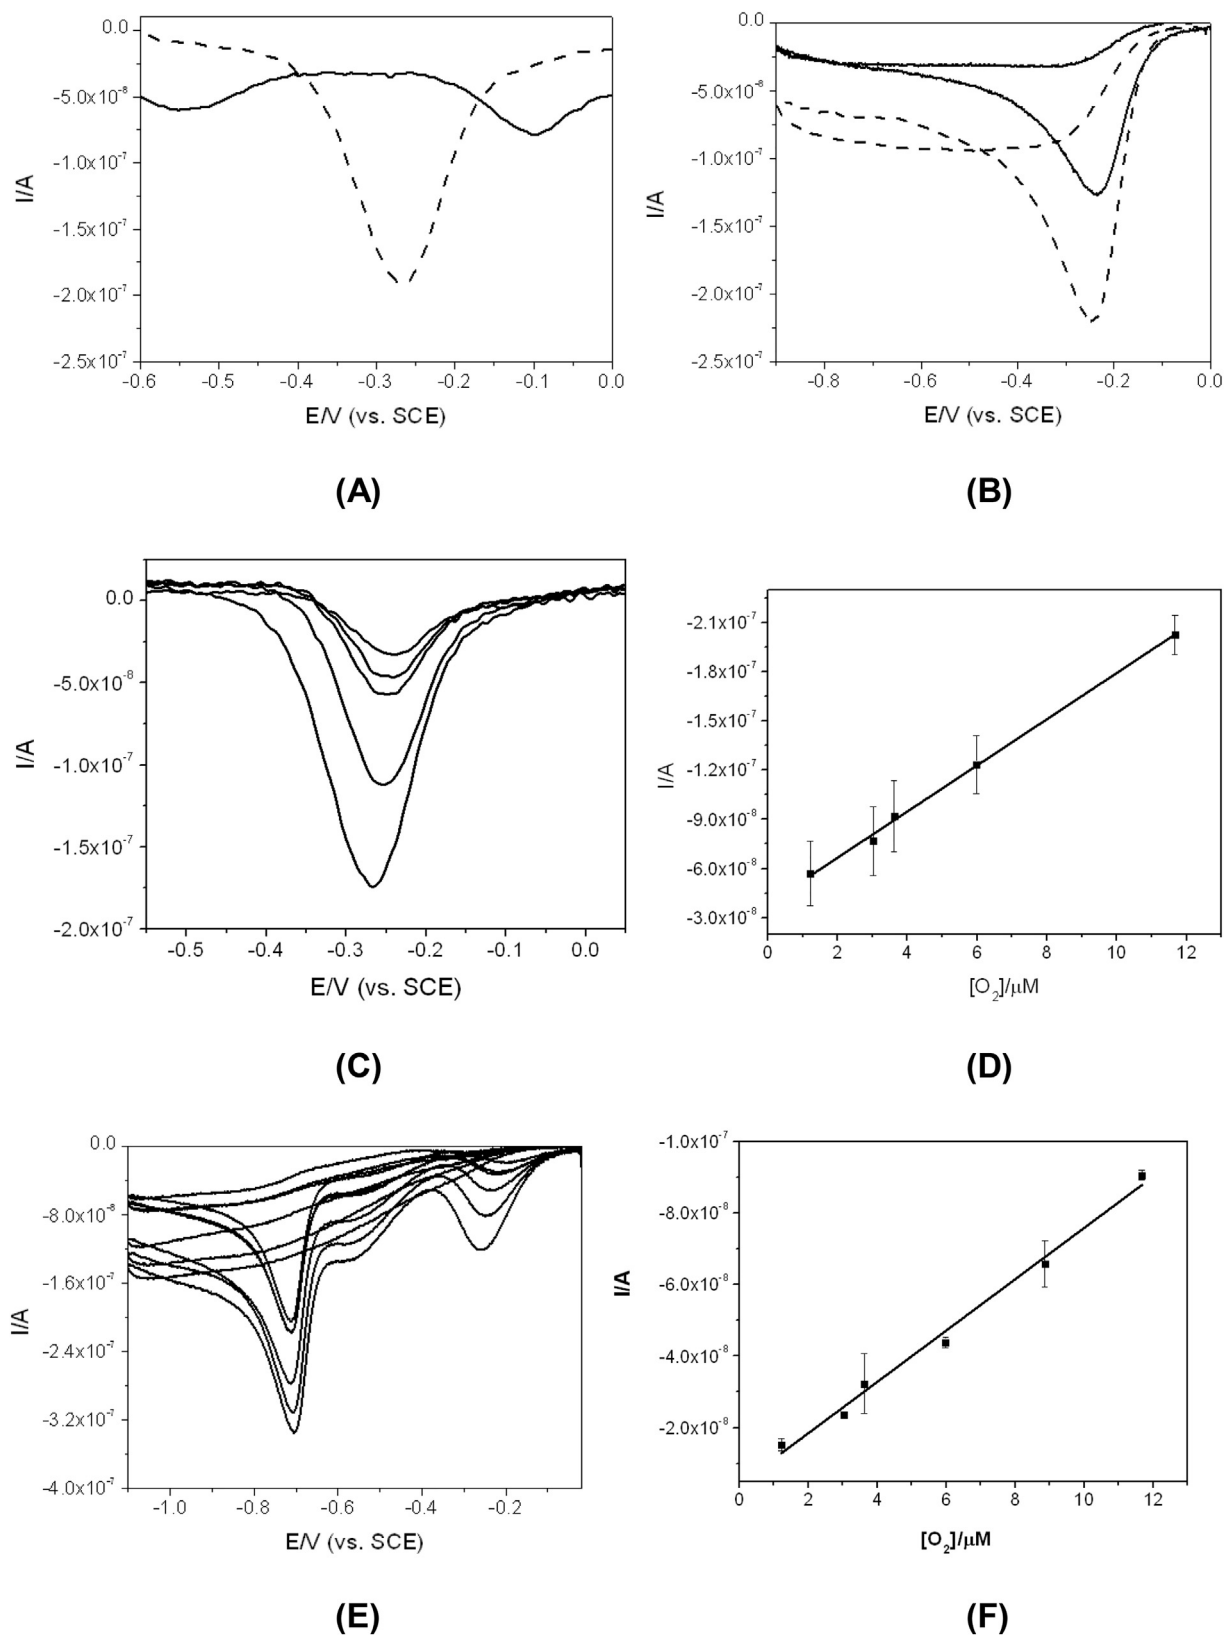 0.0
-5.0x10⁻⁸
-1.0x10⁻⁷
-1.5x10⁻⁷
-2.0x10⁻⁷
-2.5x10⁻⁷
I/A
-0.6 -0.5 -0.4 -0.3 -0.2 -0.1 0.0
E/V (vs. SCE)
(A)
0.0
-5.0x10⁻⁸
-1.0x10⁻⁷
-1.5x10⁻⁷
-2.0x10⁻⁷
-2.5x10⁻⁷
I/A
-0.8 -0.6 -0.4 -0.2 0.0
E/V (vs. SCE)
(B)
0.0
-5.0x10⁻⁸
-1.0x10⁻⁷
-1.5x10⁻⁷
-2.0x10⁻⁷
I/A
-0.5 -0.4 -0.3 -0.2 -0.1 0.0
E/V (vs. SCE)
(C)
-2.1x10⁻⁷
-1.8x10⁻⁷
-1.5x10⁻⁷
-1.2x10⁻⁷
-9.0x10⁻⁸
-6.0x10⁻⁸
-3.0x10⁻⁸
I/A
0 2 4 6 8 10 12
[O₂]/μM
(D)
0.0
-8.0x10⁻⁸
-1.6x10⁻⁷
-2.4x10⁻⁷
-3.2x10⁻⁷
-4.0x10⁻⁷
I/A
-1.0 -0.8 -0.6 -0.4 -0.2
E/V (vs. SCE)
(E)
-1.0x10⁻⁷
-8.0x10⁻⁸
-6.0x10⁻⁸
-4.0x10⁻⁸
-2.0x10⁻⁸
I/A
0 2 4 6 8 10 12
[O₂]/μM
(F)